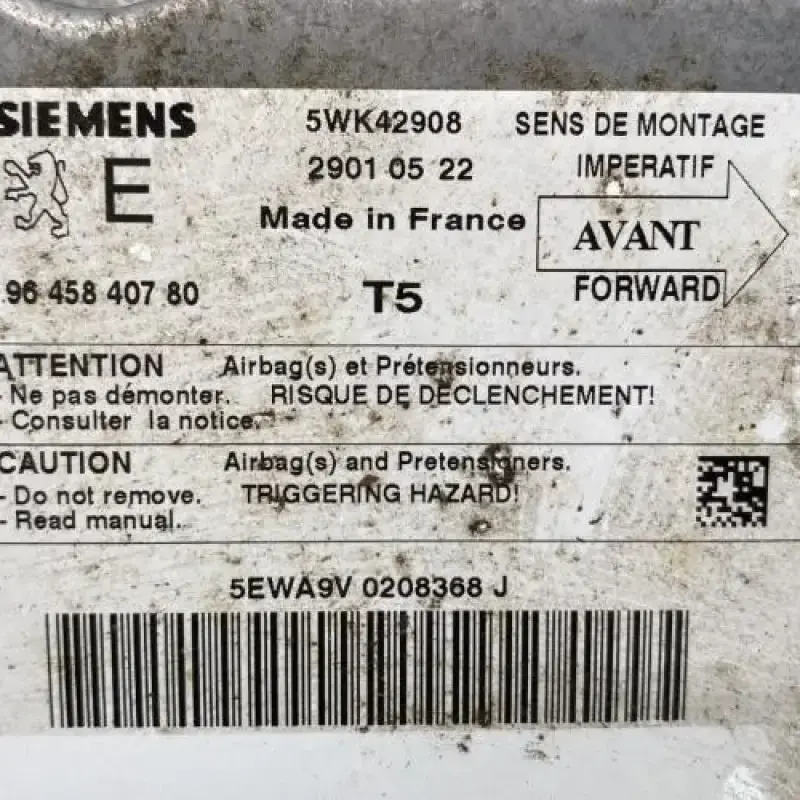 SIEMENS
5WK42908
SENS DE MONTAGE
E
2901 05 22
IMPERATIF
Made in France
AVANT
96 458 407 80
T5
FORWARD
ATTENTION Airbag(s) et Prétensionneurs.
- Ne pas démonter. RISQUE DE DECLENCHEMENT!
- Consulter la notice.
CAUTION Airbag(s) and Pretensioners.
- Do not remove. TRIGGERING HAZARD!
- Read manual.
5EWA9V 0208368 J